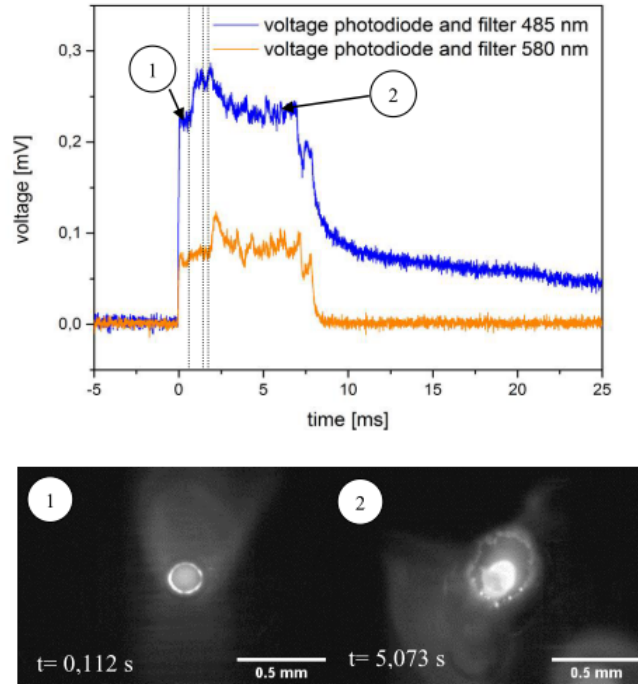 voltage photodiode and filter 485 nm
voltage photodiode and filter 580 nm
1
2
0,3
0,2
0,1
0,0
voltage [mV]
-5 0 5 10 15 20 25
time [ms]
1
t= 0,112 s
0.5 mm
2
t= 5,073 s
0.5 mm